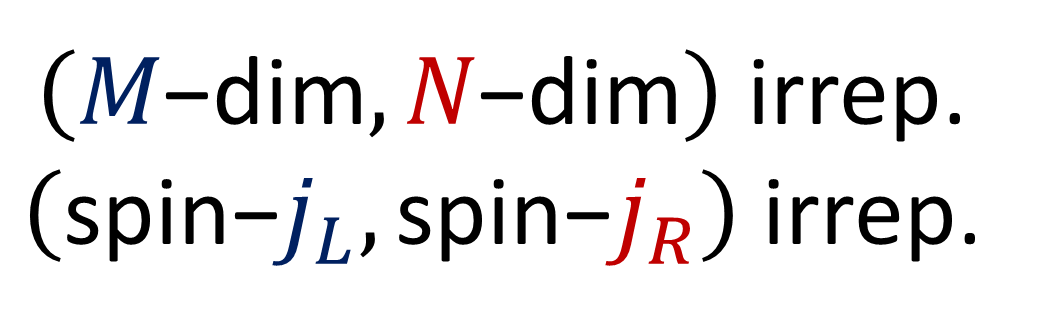 (M−dim, N−dim) irrep.
(spin−j_L, spin−j_R) irrep.